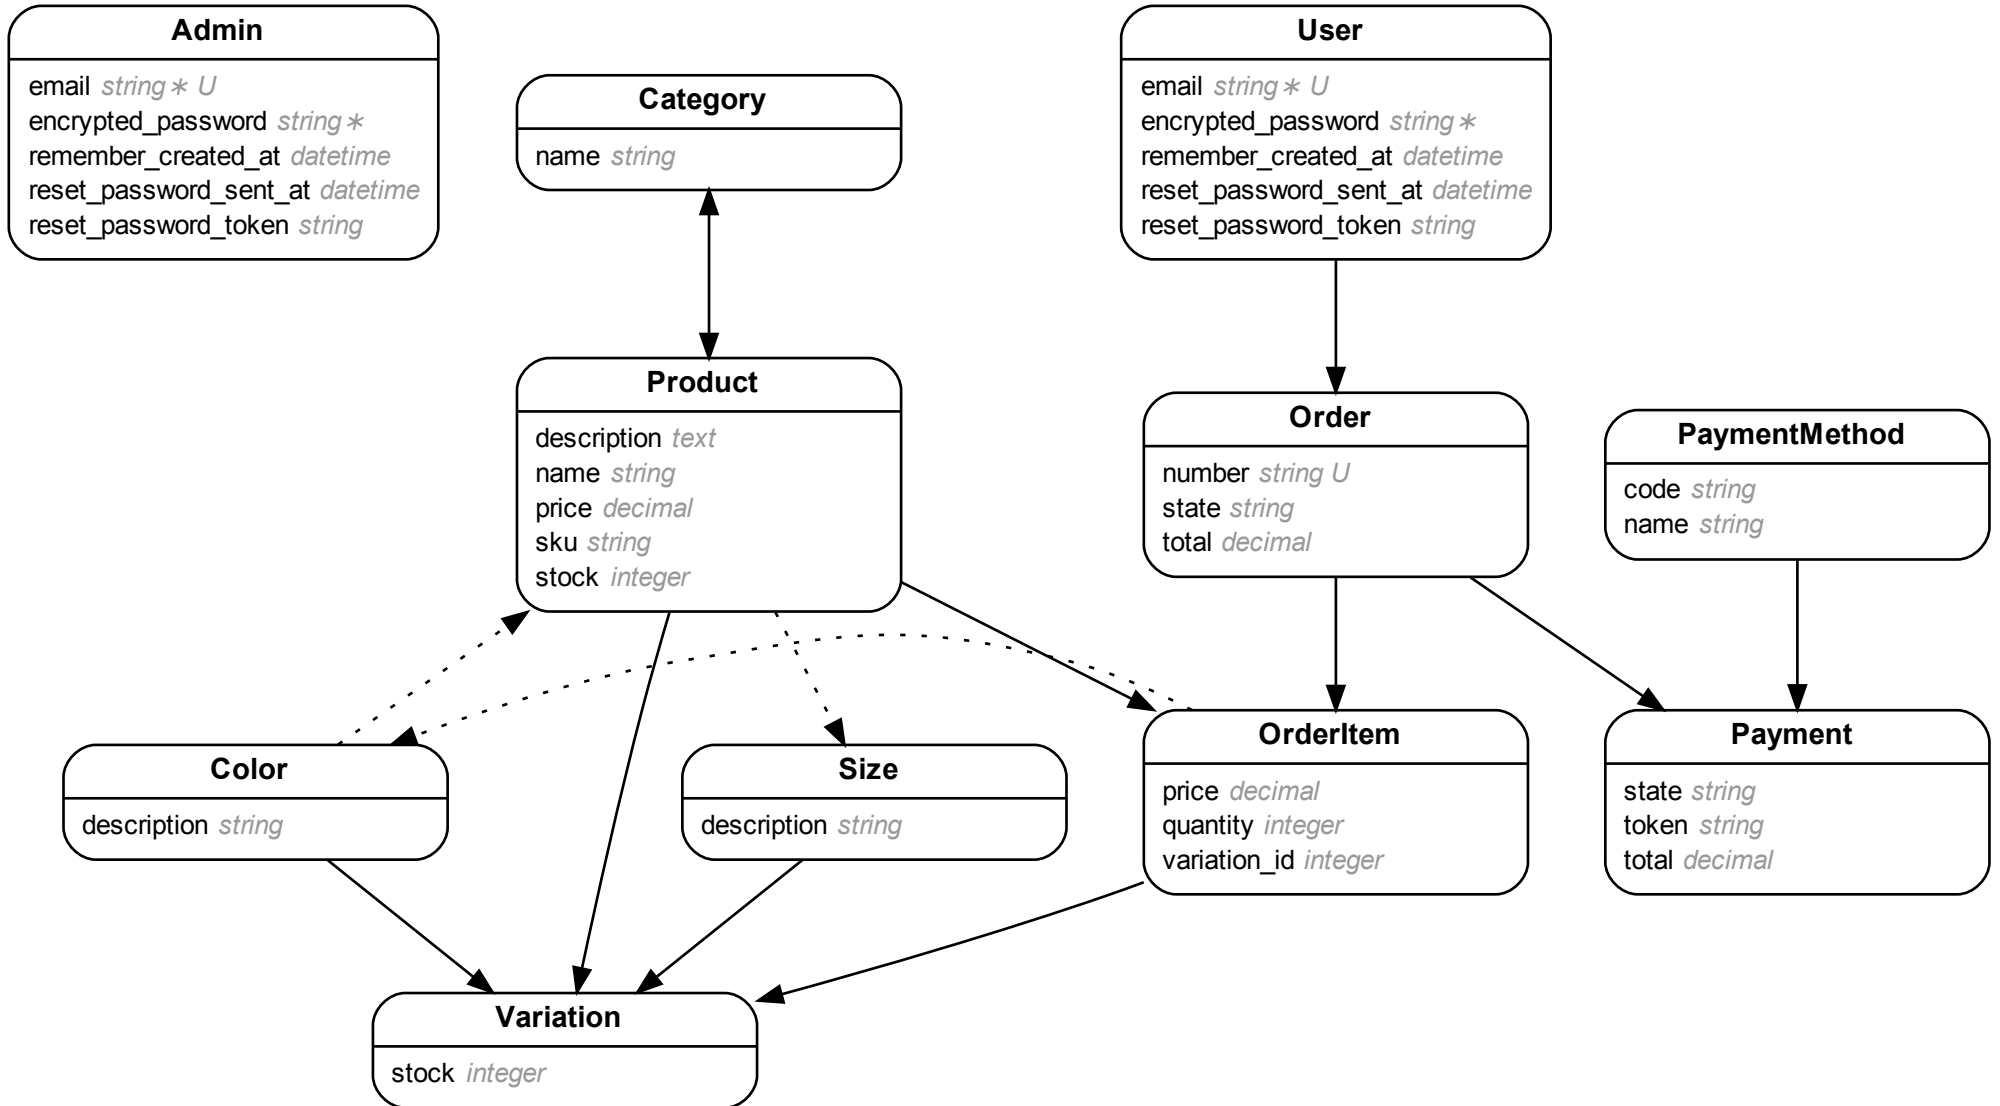 Admin
email string* U
encrypted_password string*
remember_created_at datetime
reset_password_sent_at datetime
reset_password_token string
Category
name string
User
email string* U
encrypted_password string*
remember_created_at datetime
reset_password_sent_at datetime
reset_password_token string
Product
description text
name string
price decimal
sku string
stock integer
Order
number string U
state string
total decimal
PaymentMethod
code string
name string
Color
description string
Size
description string
OrderItem
price decimal
quantity integer
variation_id integer
Payment
state string
token string
total decimal
Variation
stock integer